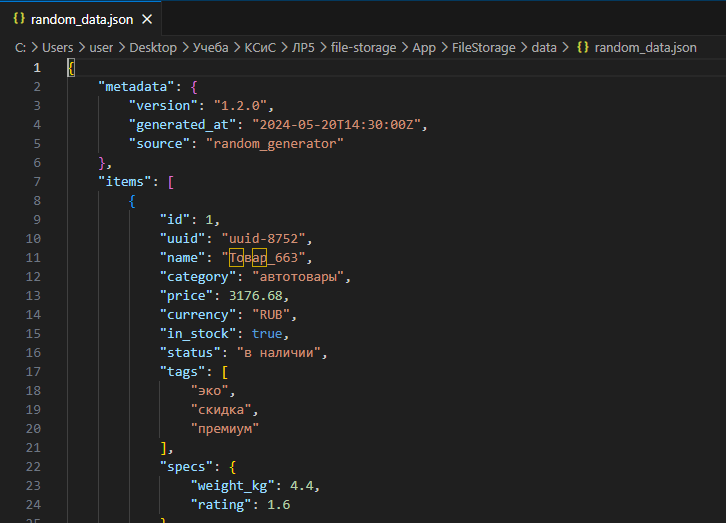 {} random_data.json ×
C: > Users > user > Desktop > Учеба > КСиС > ЛР5 > file-storage > App > FileStorage > data > {} random_data.json
1 {
2 "metadata": {
3 "version": "1.2.0",
4 "generated_at": "2024-05-20T14:30:00Z",
5 "source": "random_generator"
6 },
7 "items": [
8 {
9 "id": 1,
10 "uuid": "uuid-8752",
11 "name": "Товар_663",
12 "category": "автотовары",
13 "price": 3176.68,
14 "currency": "RUB",
15 "in_stock": true,
16 "status": "в наличии",
17 "tags": [
18 "эко",
19 "скидка",
20 "премиум"
21 ],
22 "specs": {
23 "weight_kg": 4.4,
24 "rating": 1.6